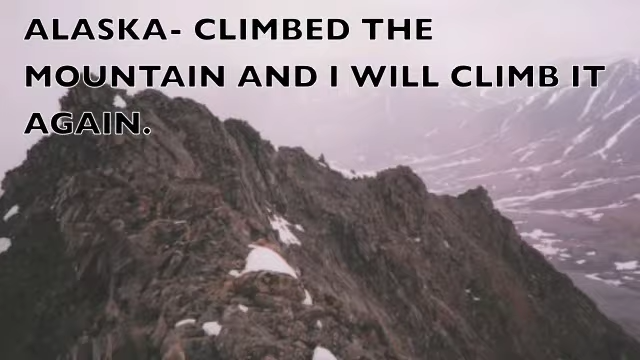 ALASKA- CLIMBED THE
MOUNTAIN AND I WILL CLIMB IT
AGAIN.